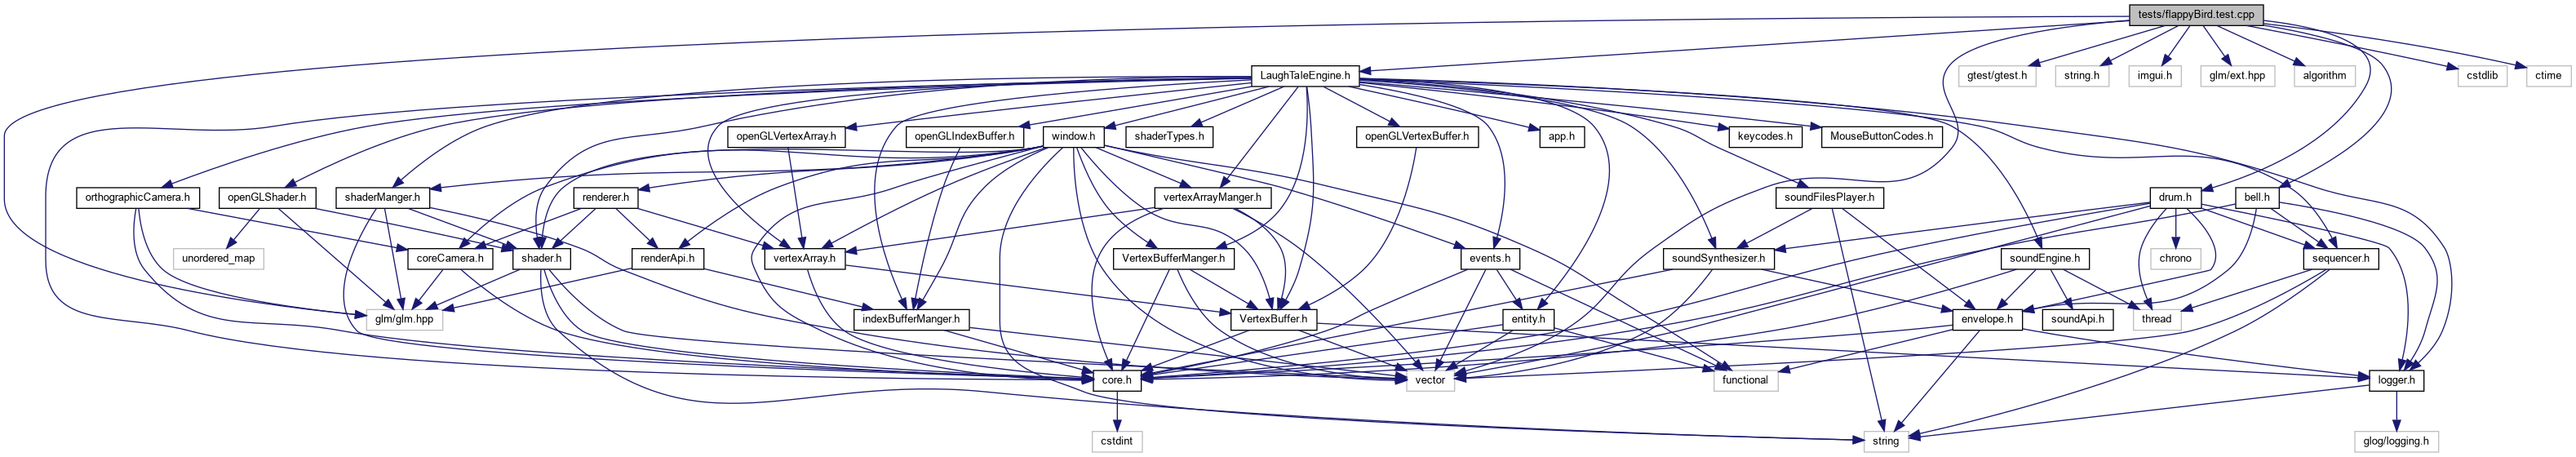 tests/flappyBird.test.cpp
LaughTaleEngine.h
gtest/gtest.h
string.h
imgui.h
glm/ext.hpp
algorithm
cstdlib
ctime
openGLVertexArray.h
openGLIndexBuffer.h
window.h
shaderTypes.h
openGLVertexBuffer.h
app.h
keycodes.h
MouseButtonCodes.h
orthographicCamera.h
openGLShader.h
shaderManger.h
renderer.h
vertexArrayManger.h
soundFilesPlayer.h
drum.h
bell.h
unordered_map
coreCamera.h
shader.h
renderApi.h
vertexArray.h
VertexBufferManger.h
events.h
soundSynthesizer.h
soundEngine.h
chrono
sequencer.h
glm/glm.hpp
indexBufferManger.h
VertexBuffer.h
entity.h
envelope.h
soundApi.h
thread
core.h
vector
functional
logger.h
cstdint
string
glog/logging.h